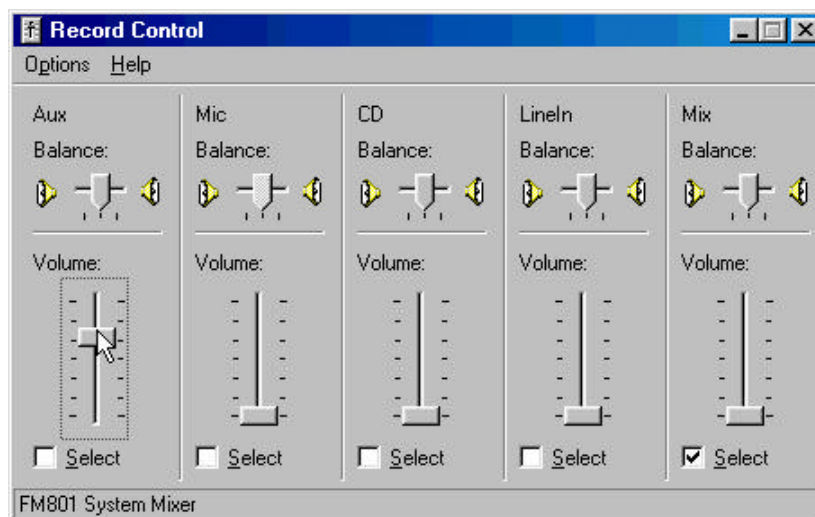 Record Control
Options Help
Aux Mic CD LineIn Mix
Balance: Balance: Balance: Balance: Balance:
Volume: Volume: Volume: Volume: Volume:
Select Select Select Select Select
FM801 System Mixer